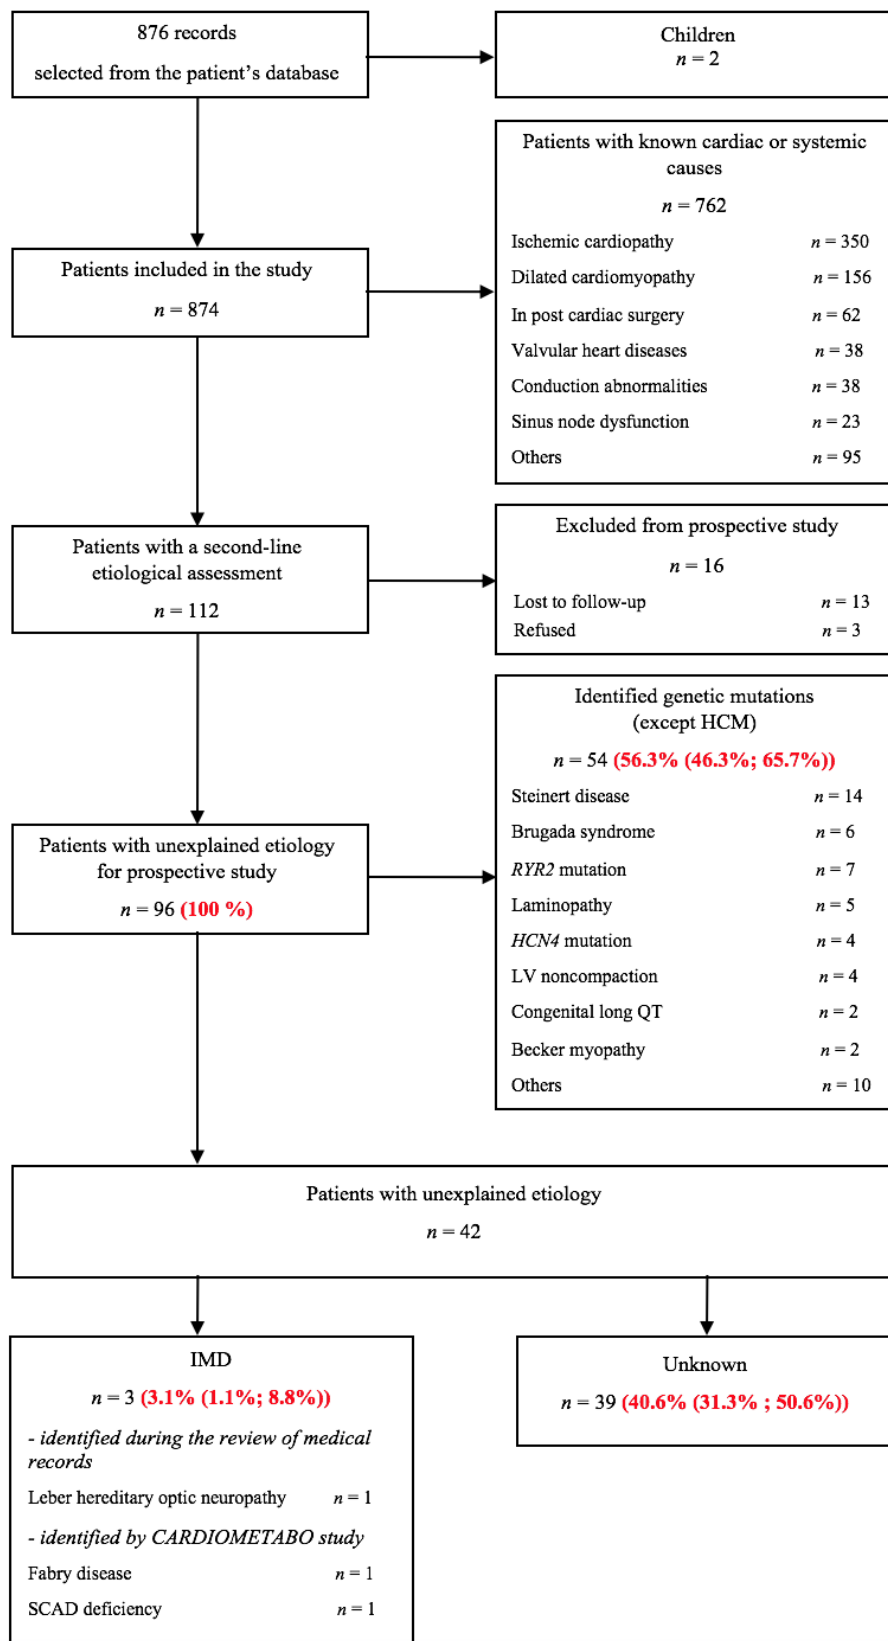 876 records
selected from the patient’s database
Children
n = 2
Patients with known cardiac or systemic
causes
n = 762
Ischemic cardiopathy n = 350
Dilated cardiomyopathy n = 156
In post cardiac surgery n = 62
Valvular heart diseases n = 38
Conduction abnormalities n = 38
Sinus node dysfunction n = 23
Others n = 95
Patients included in the study
n = 874
Patients with a second-line
etiological assessment
n = 112
Excluded from prospective study
n = 16
Lost to follow-up n = 13
Refused n = 3
Identified genetic mutations
(except HCM)
n = 54 (56.3% (46.3%; 65.7%))
Steinert disease n = 14
Brugada syndrome n = 6
RYR2 mutation n = 7
Laminopathy n = 5
HCN4 mutation n = 4
LV noncompaction n = 4
Congenital long QT n = 2
Becker myopathy n = 2
Others n = 10
Patients with unexplained etiology
for prospective study
n = 96 (100 %)
Patients with unexplained etiology
n = 42
IMD
n = 3 (3.1% (1.1%; 8.8%))
- identified during the review of medical
records
Leber hereditary optic neuropathy n = 1
- identified by CARDIOMETABO study
Fabry disease n = 1
SCAD deficiency n = 1
Unknown
n = 39 (40.6% (31.3% ; 50.6%))